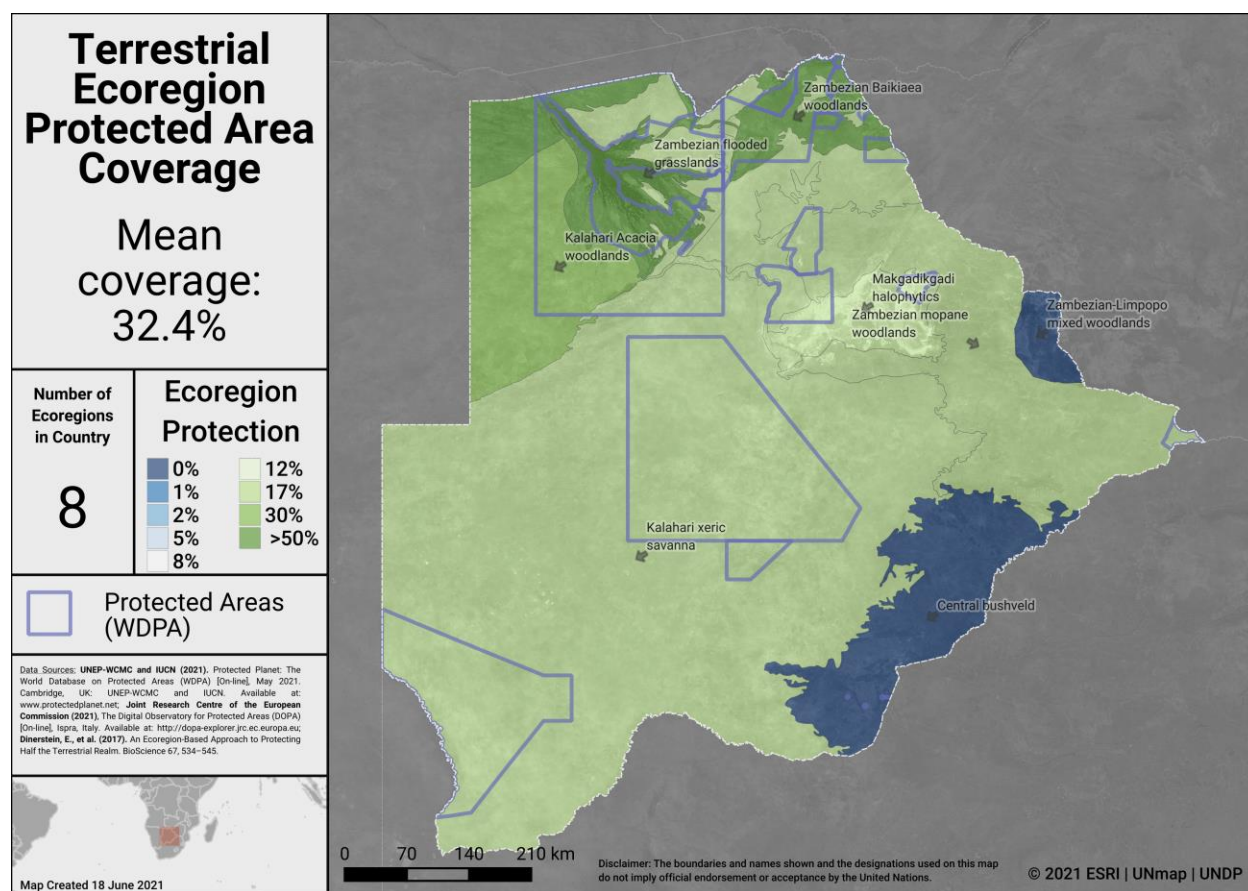 Terrestrial
Ecoregion
Protected Area
Coverage
Mean
coverage:
32.4%
Number of
Ecoregions
in Country
8
Ecoregion
Protection
0%
1%
2%
5%
8%
12%
17%
30%
>50%
Protected Areas
(WDPA)
Data Sources: UNEP-WCMC and IUCN (2021). Protected Planet: The
World Database on Protected Areas (WDPA) [On-line], May 2021.
Cambridge, UK: UNEP-WCMC and IUCN. Available at:
www.protectedplanet.net; Joint Research Centre of the European
Commission (2021), The Digital Observatory for Protected Areas (DOPA)
[On-line], Ispra, Italy. Available at: http://dopa-explorer.jrc.ec.europa.eu;
Dinerstein, E., et al. (2017). An Ecoregion-Based Approach to Protecting
Half the Terrestrial Realm. BioScience 67, 534–545.
Map Created 18 June 2021
Zambezian Baikiaea
woodlands
Zambezian flooded
grasslands
Kalahari Acacia
woodlands
Makgadikgadi
halophytics
Zambezian mopane
woodlands
Zambezian-Limpopo
mixed woodlands
Kalahari xeric
savanna
Central bushveld
0 70 140 210 km
Disclaimer: The boundaries and names shown and the designations used on this map
do not imply official endorsement or acceptance by the United Nations.
© 2021 ESRI | UNmap | UNDP